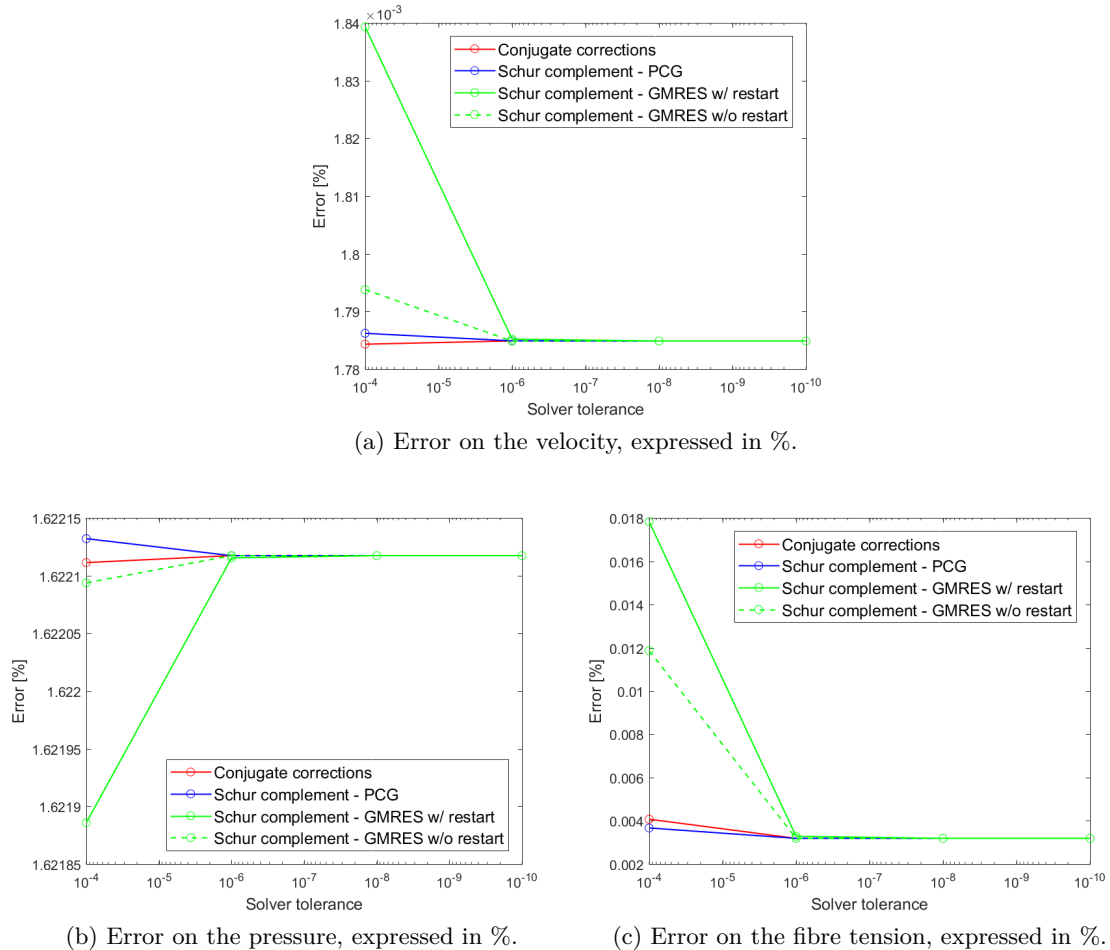 ×10⁻³
1.84
1.83
1.82
1.81
1.8
1.79
1.78
Error [%]
Conjugate corrections
Schur complement - PCG
Schur complement - GMRES w/ restart
Schur complement - GMRES w/o restart
10⁻⁴ 10⁻⁵ 10⁻⁶ 10⁻⁷ 10⁻⁸ 10⁻⁹ 10⁻¹⁰
Solver tolerance
(a) Error on the velocity, expressed in %.
1.62215
1.6221
1.62205
1.622
1.62195
1.6219
1.62185
Error [%]
Conjugate corrections
Schur complement - PCG
Schur complement - GMRES w/ restart
Schur complement - GMRES w/o restart
10⁻⁴ 10⁻⁵ 10⁻⁶ 10⁻⁷ 10⁻⁸ 10⁻⁹ 10⁻¹⁰
Solver tolerance
(b) Error on the pressure, expressed in %.
0.018
0.016
0.014
0.012
0.01
0.008
0.006
0.004
0.002
Error [%]
Conjugate corrections
Schur complement - PCG
Schur complement - GMRES w/ restart
Schur complement - GMRES w/o restart
10⁻⁴ 10⁻⁵ 10⁻⁶ 10⁻⁷ 10⁻⁸ 10⁻⁹ 10⁻¹⁰
Solver tolerance
(c) Error on the fibre tension, expressed in %.